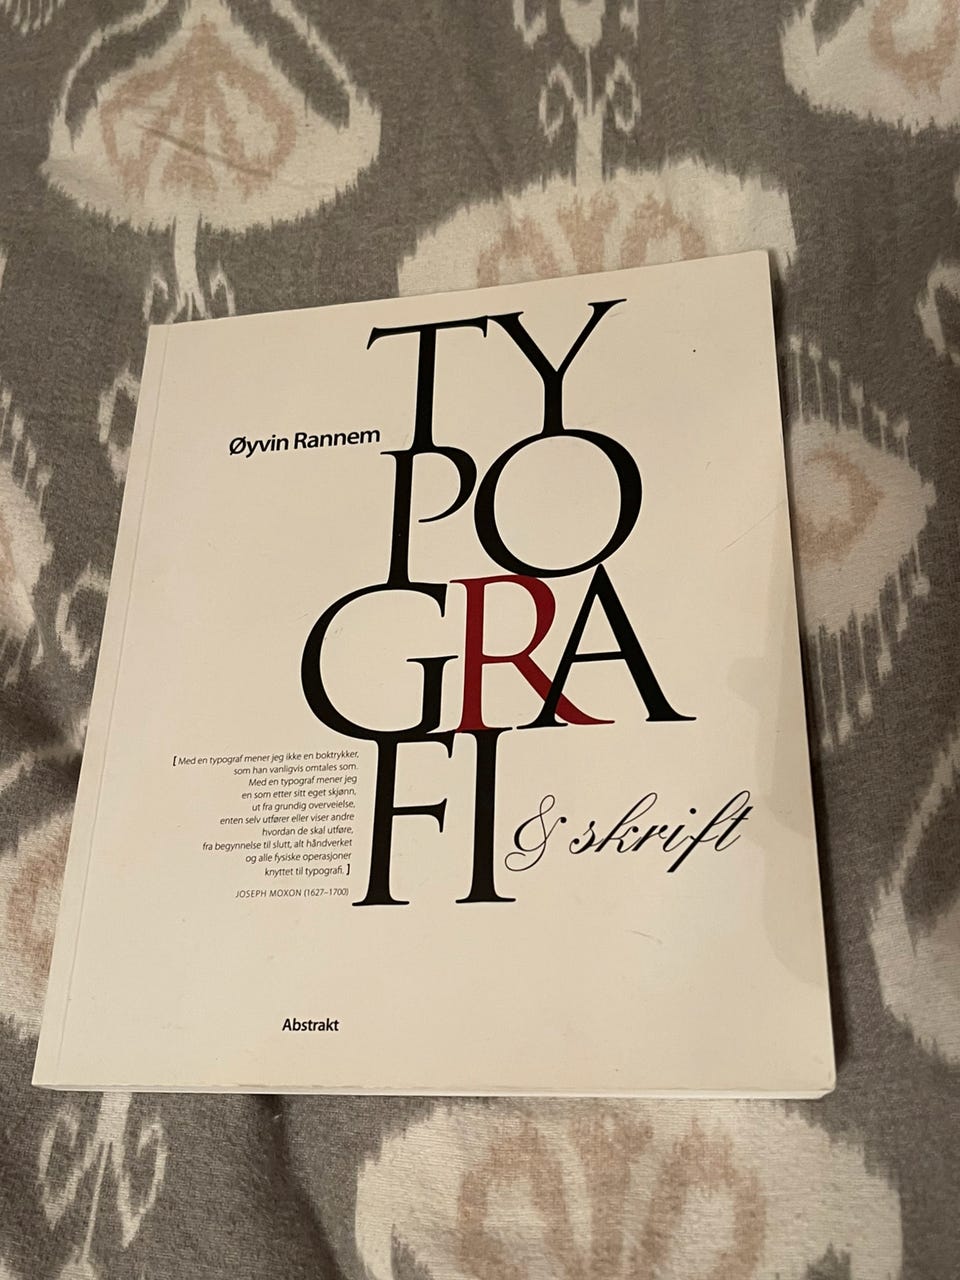 TY
Øyvin Rannem
PO
GRA
FI
& skrift
[ Med en typograf mener jeg ikke en boktrykker,
som han vanligvis omtales som.
Med en typograf mener jeg
en som etter sitt eget skjønn,
ut fra grundig overveielse,
enten selv utfører eller viser andre
hvordan de skal utføre,
fra begynnelse til slutt, alt håndverket
og alle fysiske operasjoner
knyttet til typografi. ]
JOSEPH MOXON (1627–1700)
Abstrakt